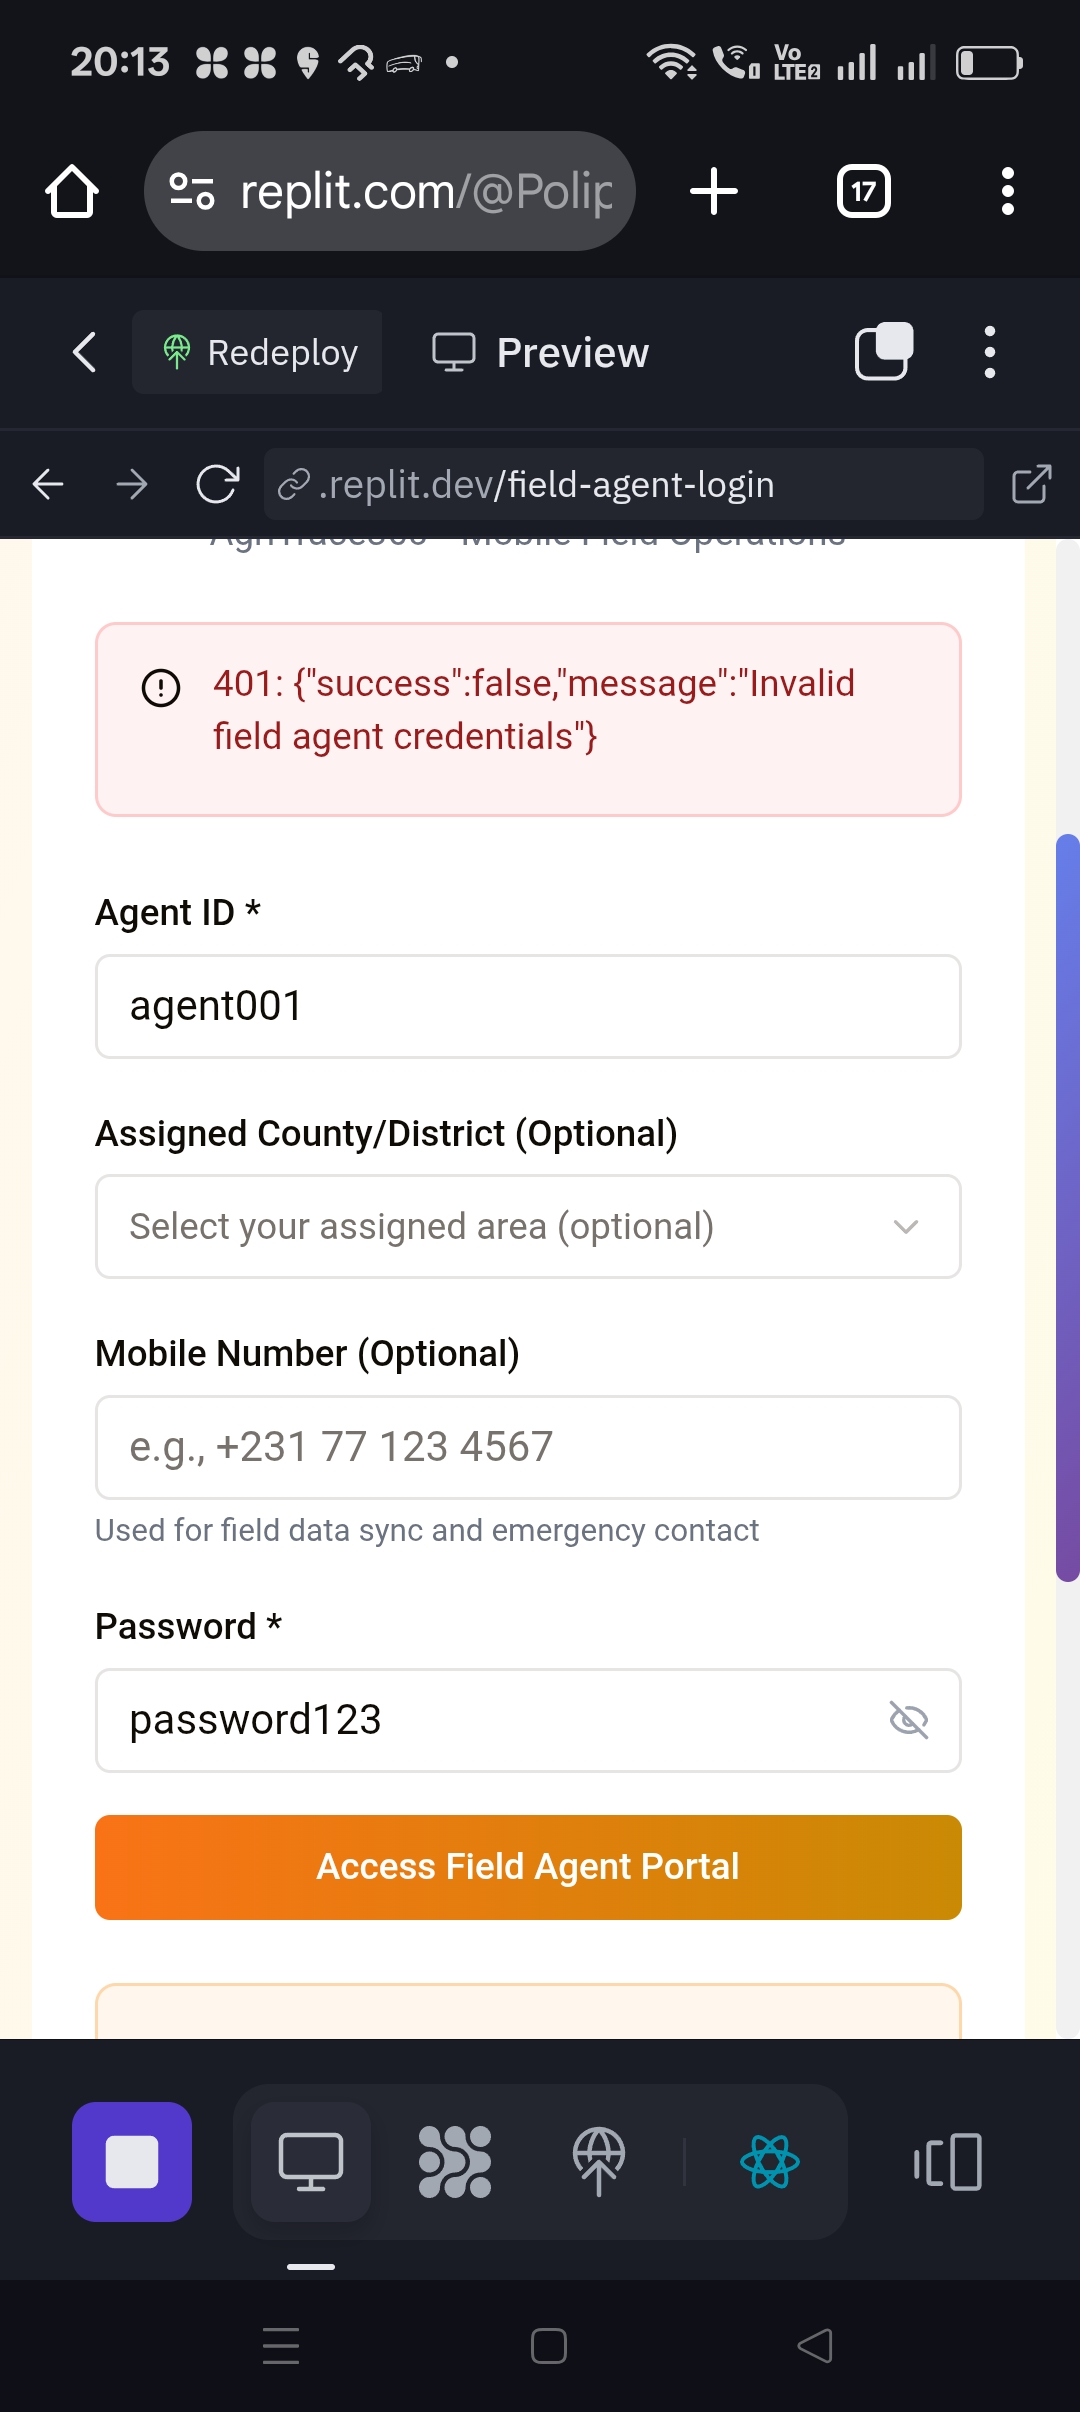 20:13
Vo
LTE 2
replit.com/@Polip
17
Redeploy
Preview
.replit.dev/field-agent-login
Mobile Field Operations
401: {"success":false,"message":"Invalid
field agent credentials"}
Agent ID *
agent001
Assigned County/District (Optional)
Select your assigned area (optional)
Mobile Number (Optional)
e.g., +231 77 123 4567
Used for field data sync and emergency contact
Password *
password123
Access Field Agent Portal